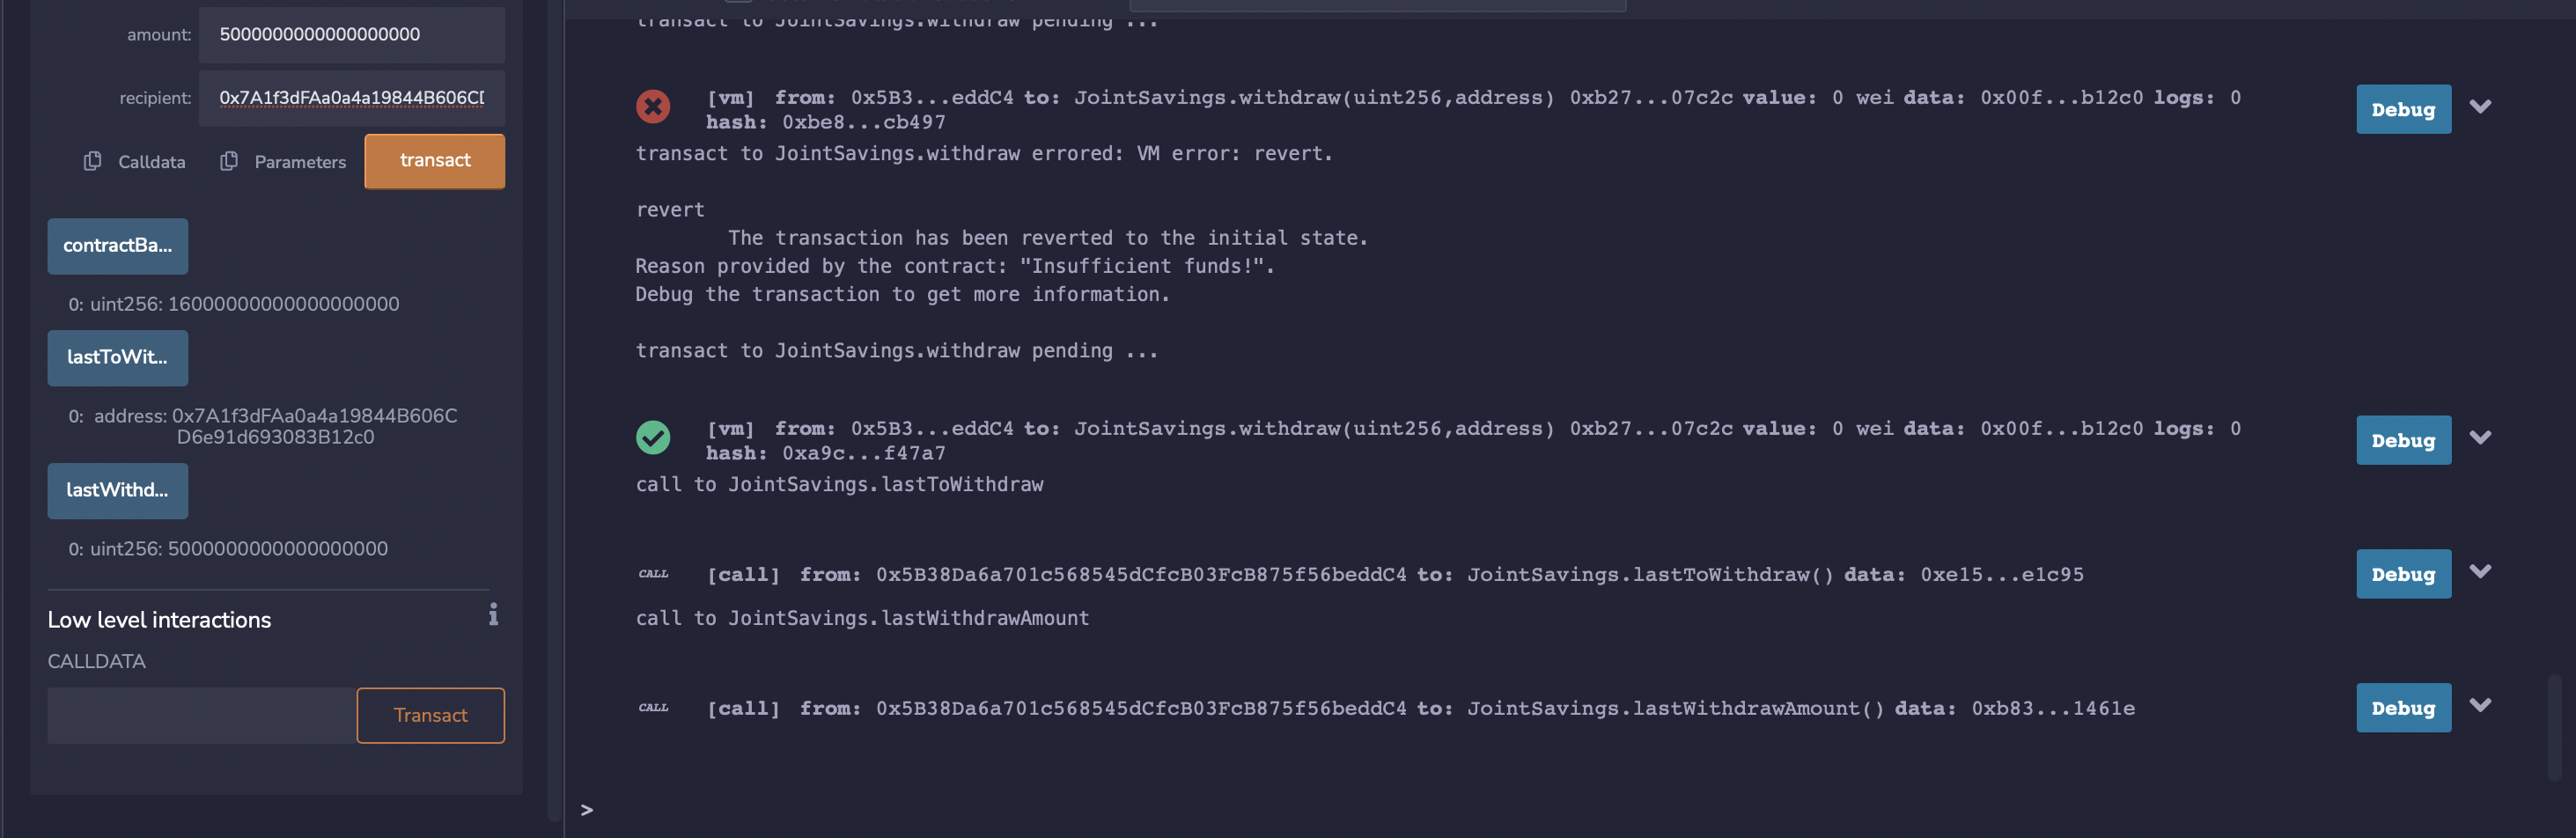 amount: 5000000000000000000
recipient: 0x7A1f3dFAa0a4a19844B606C
Calldata Parameters transact
contractBa...
0: uint256: 16000000000000000000
lastToWit...
0: address: 0x7A1f3dFAa0a4a19844B606C
D6e91d693083B12c0
lastWithd...
0: uint256: 5000000000000000000
Low level interactions
CALLDATA
Transact
transact to JointSavings.withdraw pending ...
[vm] from: 0x5B3...eddC4 to: JointSavings.withdraw(uint256,address) 0xb27...07c2c value: 0 wei data: 0x00f...b12c0 logs: 0
hash: 0xbe8...cb497
Debug
transact to JointSavings.withdraw errored: VM error: revert.
revert
The transaction has been reverted to the initial state.
Reason provided by the contract: "Insufficient funds!".
Debug the transaction to get more information.
transact to JointSavings.withdraw pending ...
[vm] from: 0x5B3...eddC4 to: JointSavings.withdraw(uint256,address) 0xb27...07c2c value: 0 wei data: 0x00f...b12c0 logs: 0
hash: 0xa9c...f47a7
Debug
call to JointSavings.lastToWithdraw
CALL [call] from: 0x5B38Da6a701c568545dCfcB03FcB875f56beddC4 to: JointSavings.lastToWithdraw() data: 0xe15...e1c95
Debug
call to JointSavings.lastWithdrawAmount
CALL [call] from: 0x5B38Da6a701c568545dCfcB03FcB875f56beddC4 to: JointSavings.lastWithdrawAmount() data: 0xb83...1461e
Debug
>